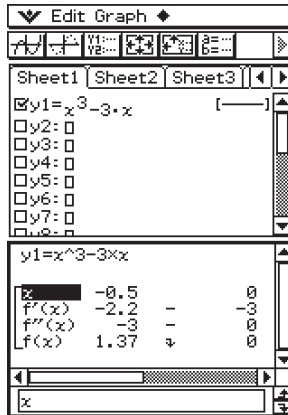 Edit Graph ◆
Sheet1 Sheet2 Sheet3
y1=x³-3·x [—]
y2:
y3:
y4:
y5:
y6:
y7:
y1=x^3-3×x
x -0.5 0
f'(x) -2.2 - -3
f''(x) -3 - 0
f(x) 1.37 0
x